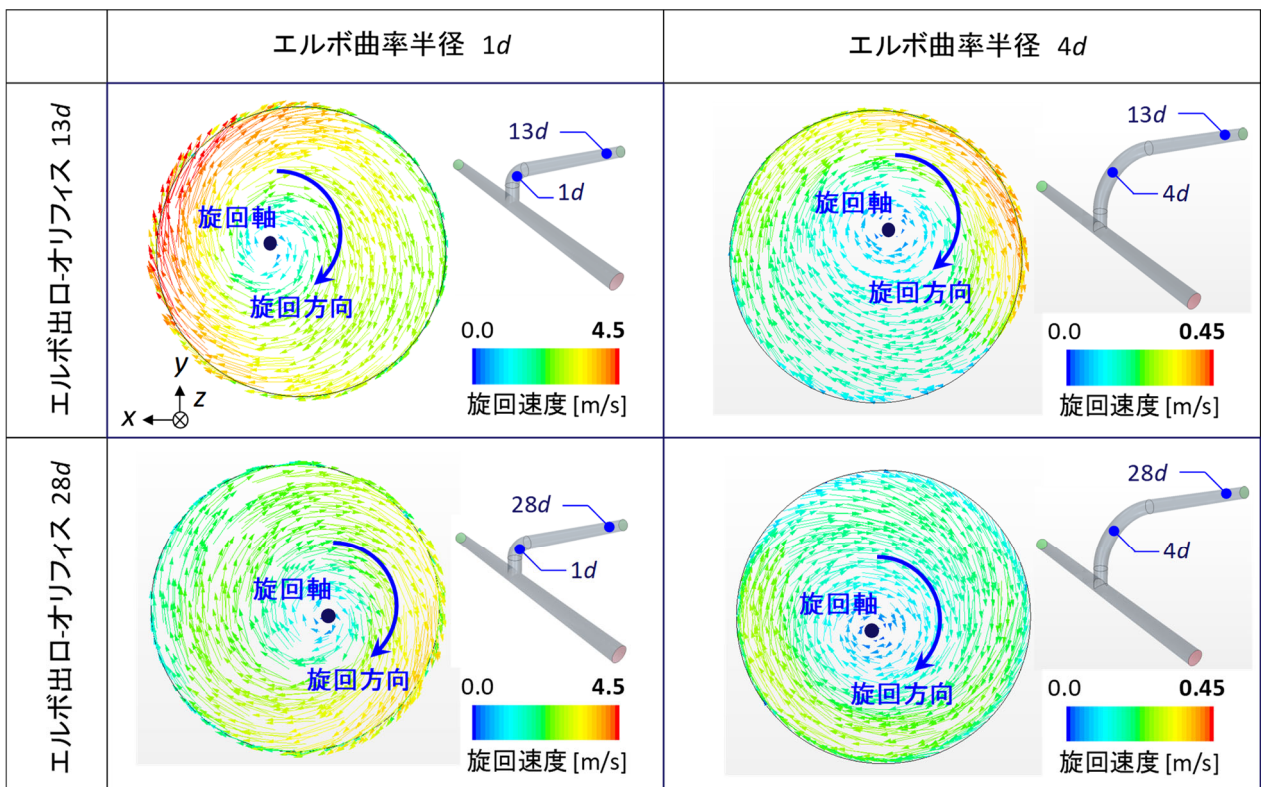 エルボ曲率半径 1d
エルボ曲率半径 4d
エルボ出口-オリフィス 13d
13d
1d
旋回軸
旋回方向
y
z
x
0.0
4.5
旋回速度 [m/s]
13d
4d
旋回軸
旋回方向
0.0
0.45
旋回速度 [m/s]
エルボ出口-オリフィス 28d
28d
1d
旋回軸
旋回方向
0.0
4.5
旋回速度 [m/s]
28d
4d
旋回軸
旋回方向
0.0
0.45
旋回速度 [m/s]